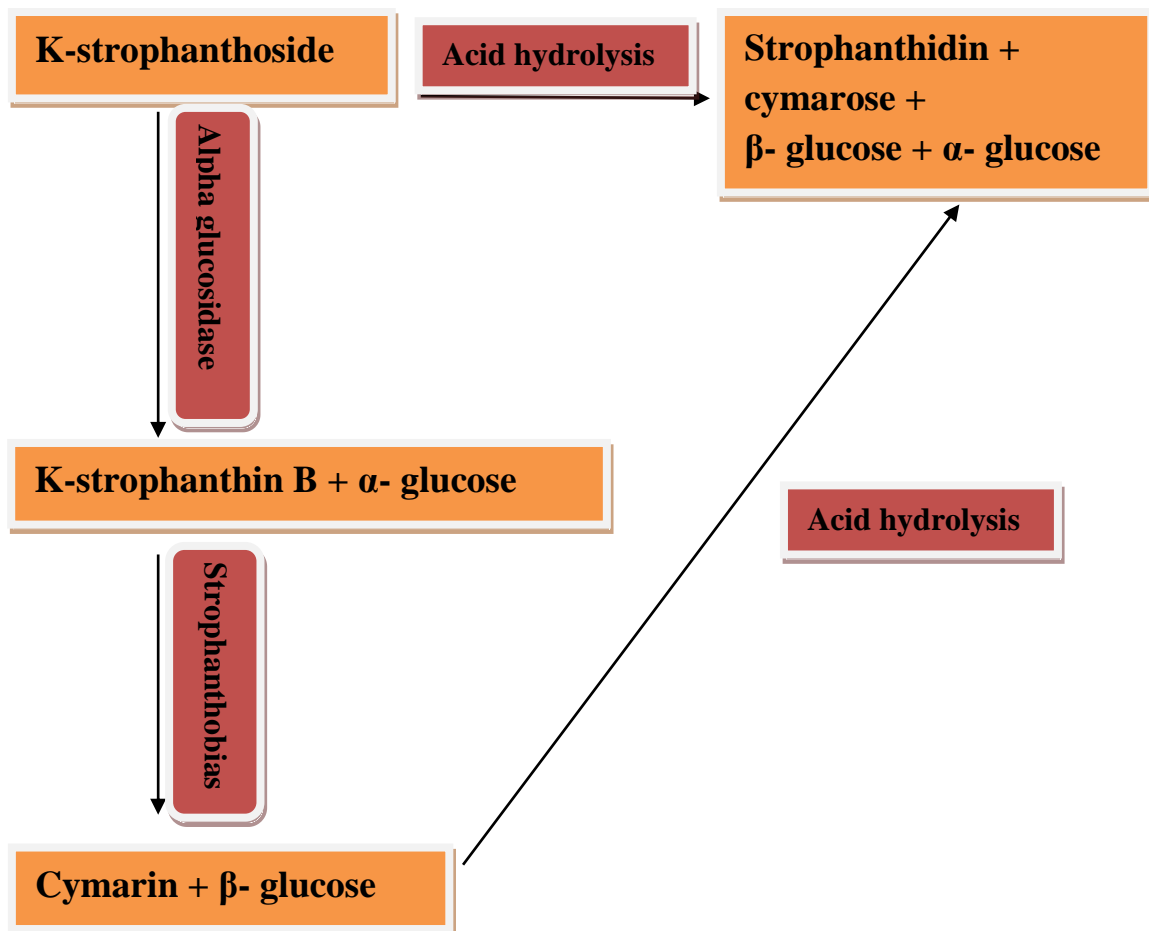 K-strophanthoside
Acid hydrolysis
Strophanthidin +
cymarose +
β- glucose + α- glucose
Alpha glucosidase
K-strophanthin B + α- glucose
Acid hydrolysis
Strophanthobias
Cymarin + β- glucose